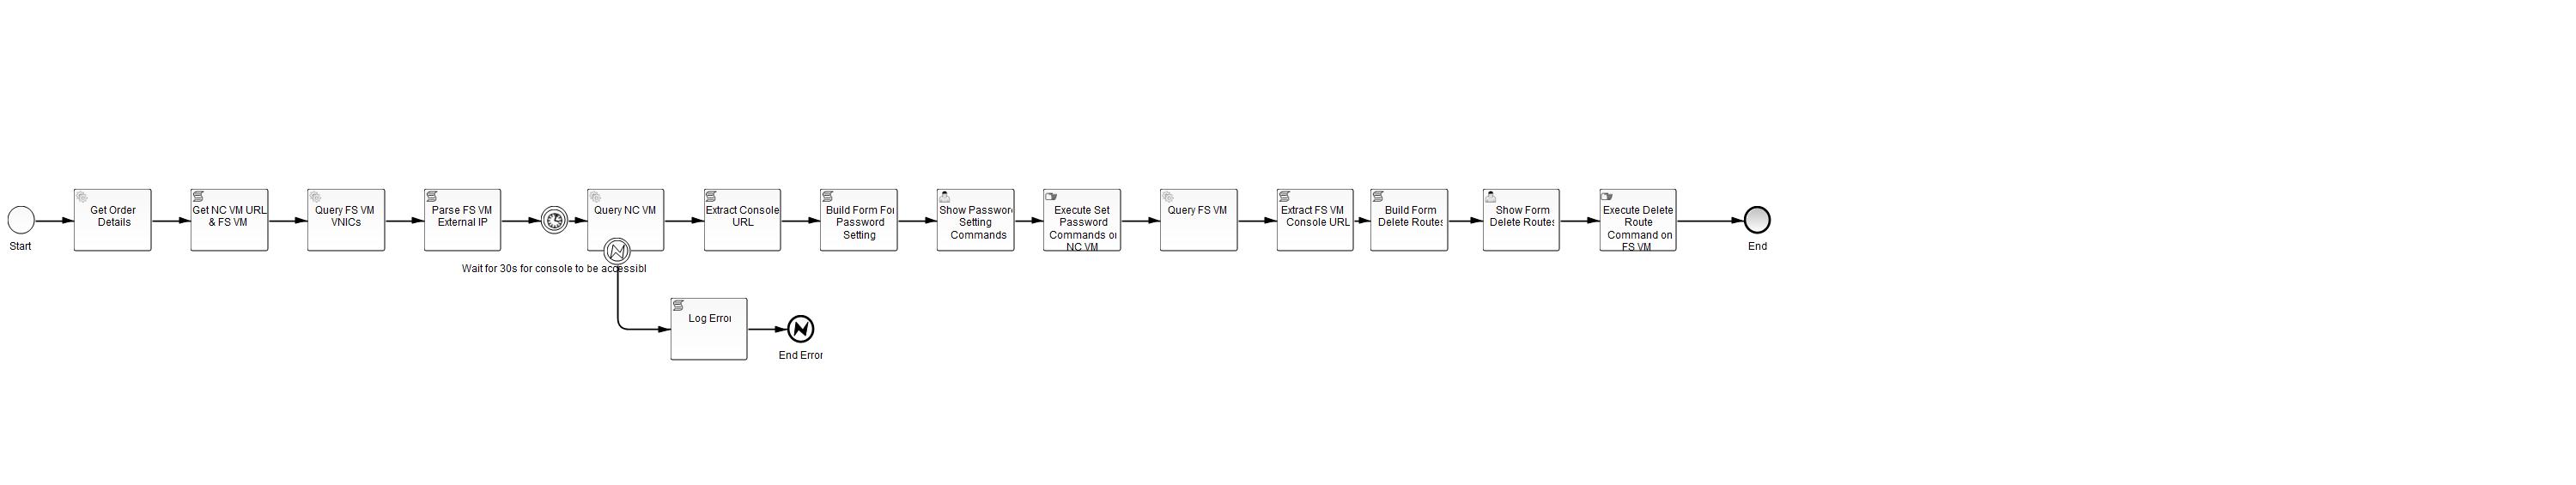 Start
Get Order
Details
Get NC VM URL
& FS VM
Query FS VM
VNICs
Parse FS VM
External IP
Wait for 30s for console to be accessibl
Query NC VM
Extract Console
URL
Build Form For
Password
Setting
Show Password
Setting
Commands
Execute Set
Password
Commands on
NC VM
Query FS VM
Extract FS VM
Console URL
Build Form
Delete Routes
Show Form
Delete Routes
Execute Delete
Route
Command on
FS VM
End
Log Error
End Error